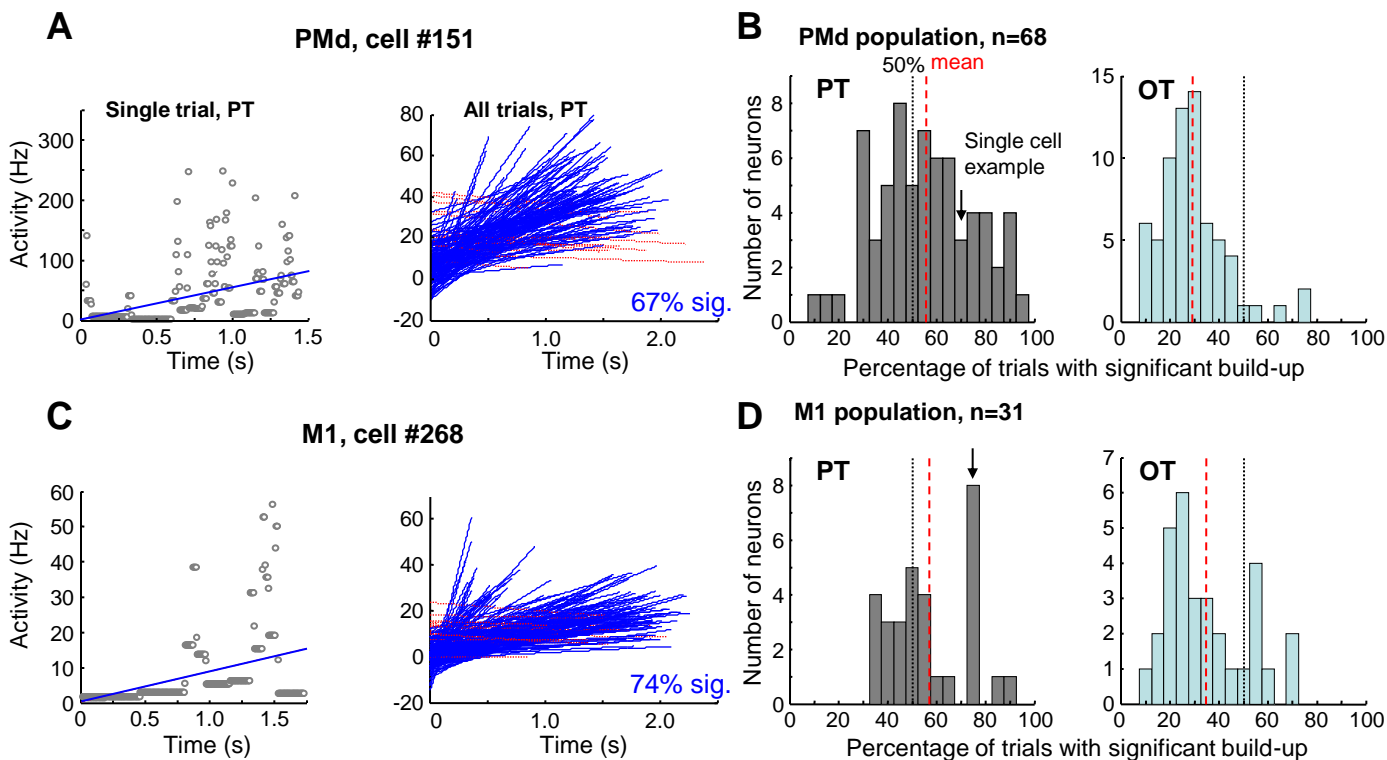 A
PMd, cell #151
Single trial, PT
Activity (Hz)
300
200
100
0
0
0.5
1.0
1.5
Time (s)
All trials, PT
80
60
40
20
0
-20
0
1.0
2.0
67% sig.
Time (s)
B
PMd population, n=68
50%
mean
PT
Single cell
example
Number of neurons
8
6
4
2
0
0
20
40
60
80
100
OT
15
10
5
0
0
20
40
60
80
100
Percentage of trials with significant build-up
C
M1, cell #268
Activity (Hz)
60
50
40
30
20
10
0
0
0.5
1.0
1.5
Time (s)
60
40
20
0
-20
0
1.0
2.0
74% sig.
Time (s)
D
M1 population, n=31
PT
Number of neurons
8
6
4
2
0
0
20
40
60
80
100
OT
7
6
5
4
3
2
1
0
0
20
40
60
80
100
Percentage of trials with significant build-up